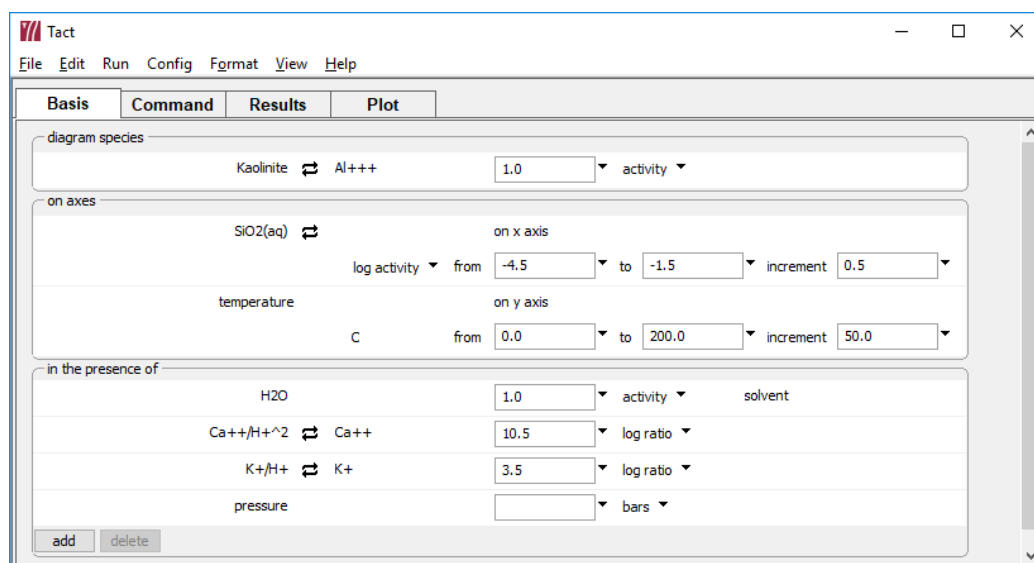 Tact
File Edit Run Config Format View Help
Basis Command Results Plot
diagram species
Kaolinite Al+++ 1.0 activity
on axes
SiO2(aq) on x axis
log activity from -4.5 to -1.5 increment 0.5
temperature on y axis
C from 0.0 to 200.0 increment 50.0
in the presence of
H2O 1.0 activity solvent
Ca++/H+^2 Ca++ 10.5 log ratio
K+/H+ K+ 3.5 log ratio
pressure bars
add delete